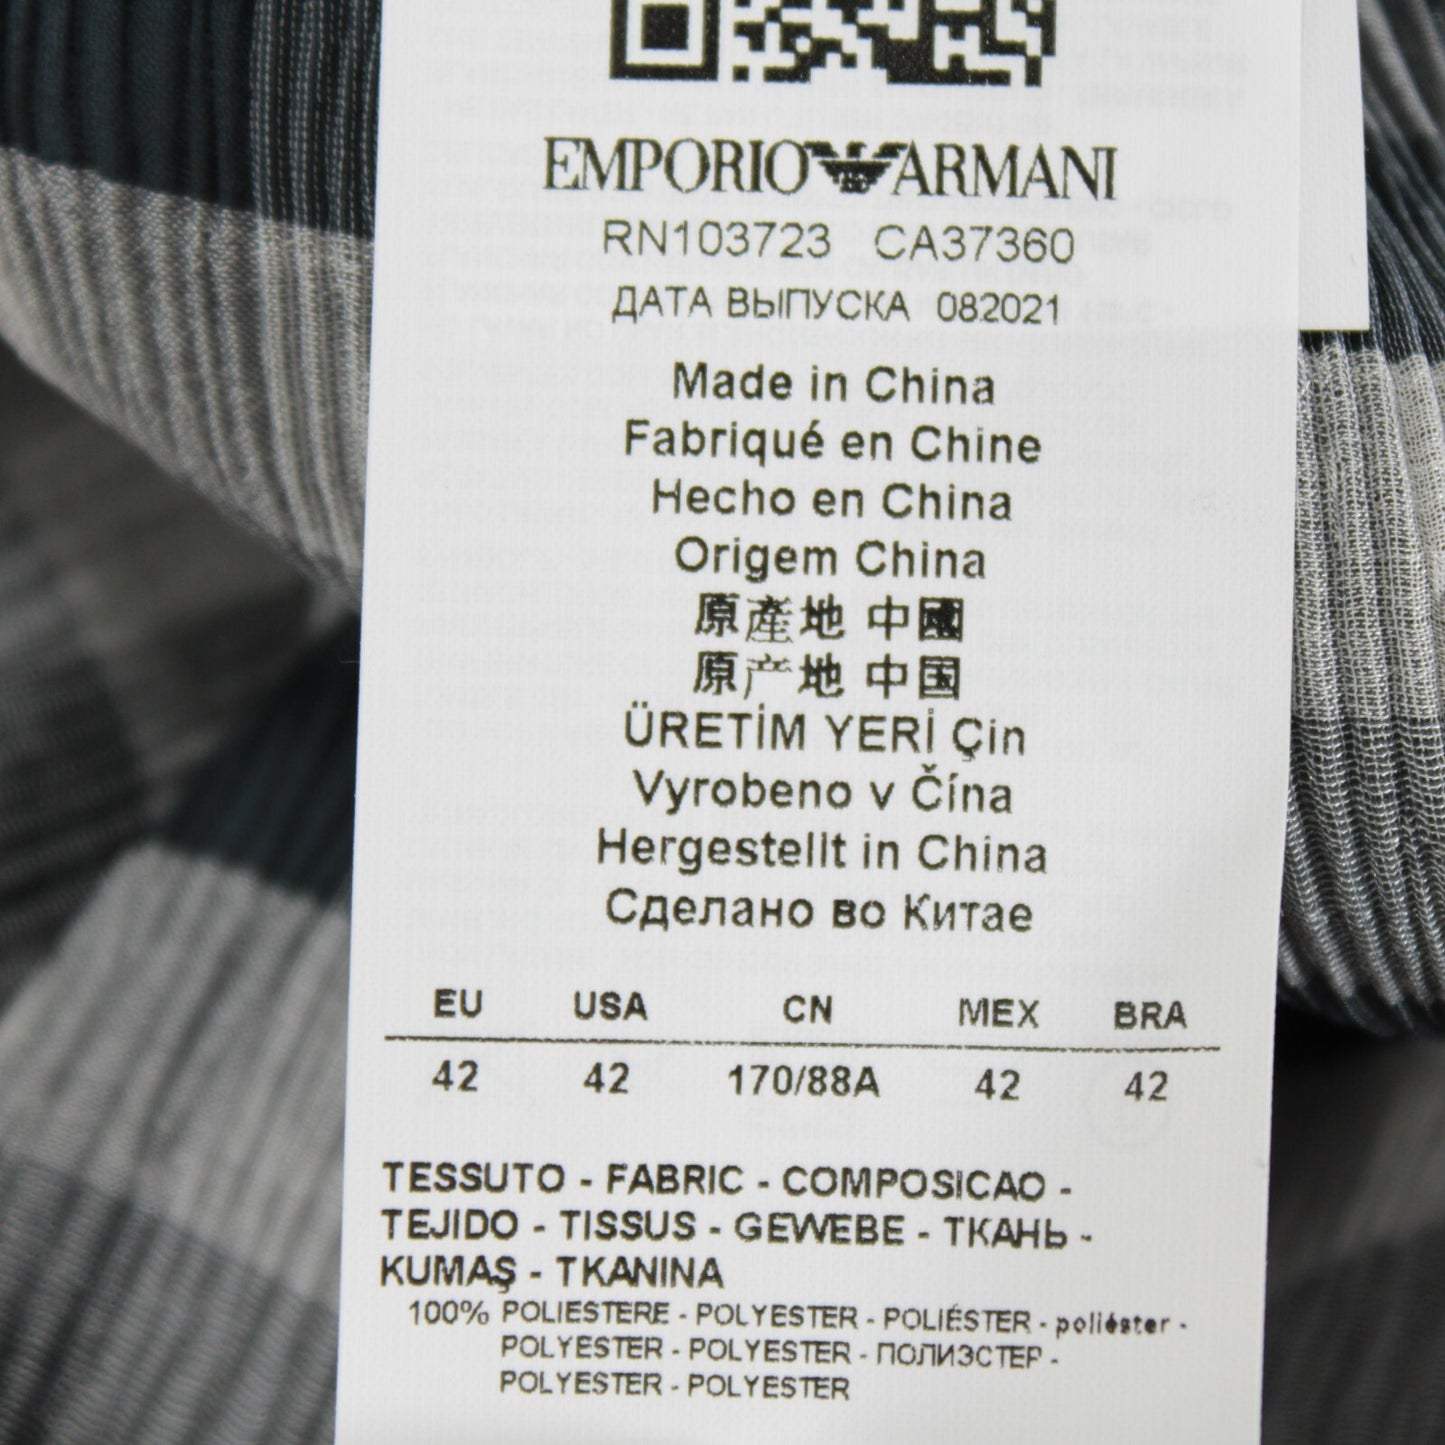 EMPORIO ARMANI
RN103723 CA37360
ДАТА ВЫПУСКА 082021
Made in China
Fabriqué en Chine
Hecho en China
Origem China
原產地 中國
原产地 中国
ÜRETİM YERİ Çin
Vyrobeno v Čína
Hergestellt in China
Сделано во Китае
EU USA CN MEX BRA
42 42 170/88A 42 42
TESSUTO - FABRIC - COMPOSICAO -
TEJIDO - TISSUS - GEWEBE - ТКАНЬ -
KUMAŞ - TKANINA
100% POLIESTERE - POLYESTER - POLIÉSTER - poliéster -
POLYESTER - POLYESTER - ПОЛИЭСТЕР -
POLYESTER - POLYESTER